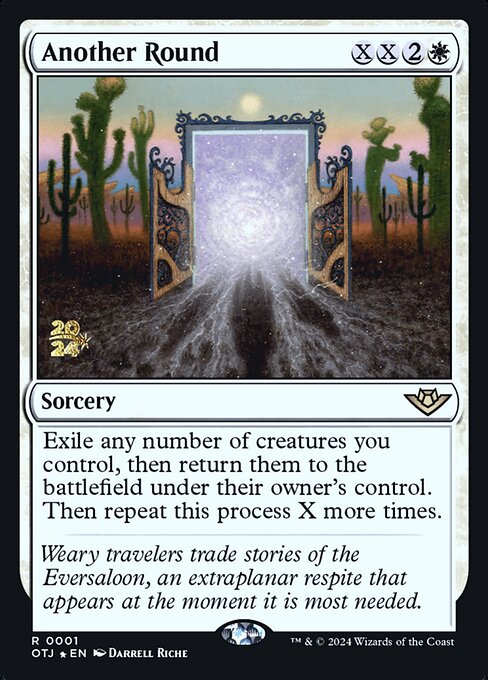 Another Round
X X 2
2024
Sorcery
Exile any number of creatures you
control, then return them to the
battlefield under their owner's control.
Then repeat this process X more times.
Weary travelers trade stories of the
Eversaloon, an extraplanar respite that
appears at the moment it is most needed.
R 0001
OTJ ★ EN Darrell Riche
™ & © 2024 Wizards of the Coast